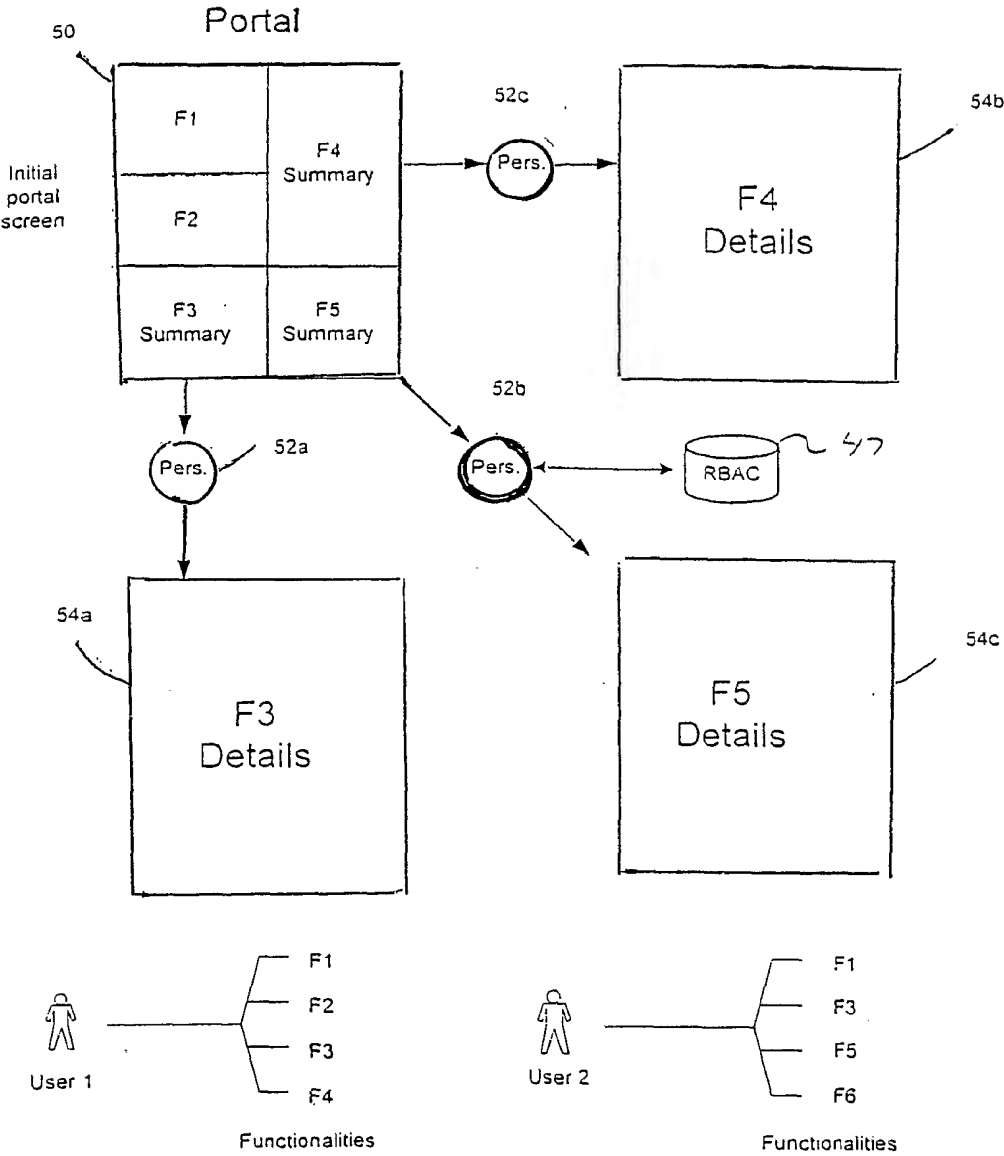 Portal
50
Initial
portal
screen
F1
F2
F4
Summary
F3
Summary
F5
Summary
52c
Pers.
54b
F4
Details
52a
Pers.
52b
Pers.
RBAC
47
54a
F3
Details
54c
F5
Details
User 1
F1
F2
F3
F4
Functionalities
User 2
F1
F3
F5
F6
Functionalities